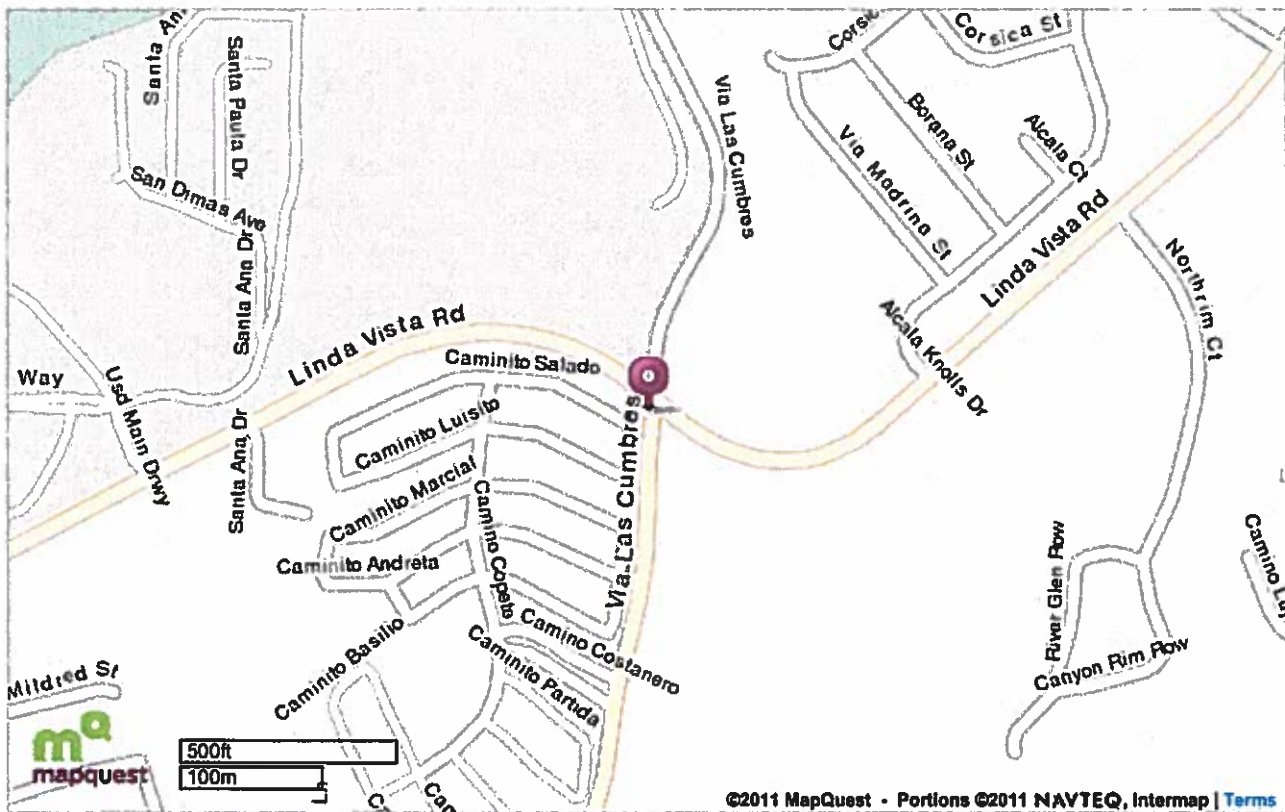 Santa Paula Dr
Corsica St
Via Las Cumbres
Borana St
Alcala Ct
Via Madrina St
San Dimas Ave
Santa Ana Dr
Linda Vista Rd
Northrim Ct
Linda Vista Rd
Caminito Salado
Alcala Knolls Dr
Way
Usd Main Drwy
Caminito Luisito
Santa Ana Dr
Caminito Marcial
Camino Copeta
Via Las Cumbres
Caminito Andreta
River Glen Row
Camino Costanero
Caminito Basilio
Caminito Partida
Canyon Rim Row
Mildred St
mapquest
500ft
100m
©2011 MapQuest - Portions ©2011 NAVTEQ, Intermap | Terms